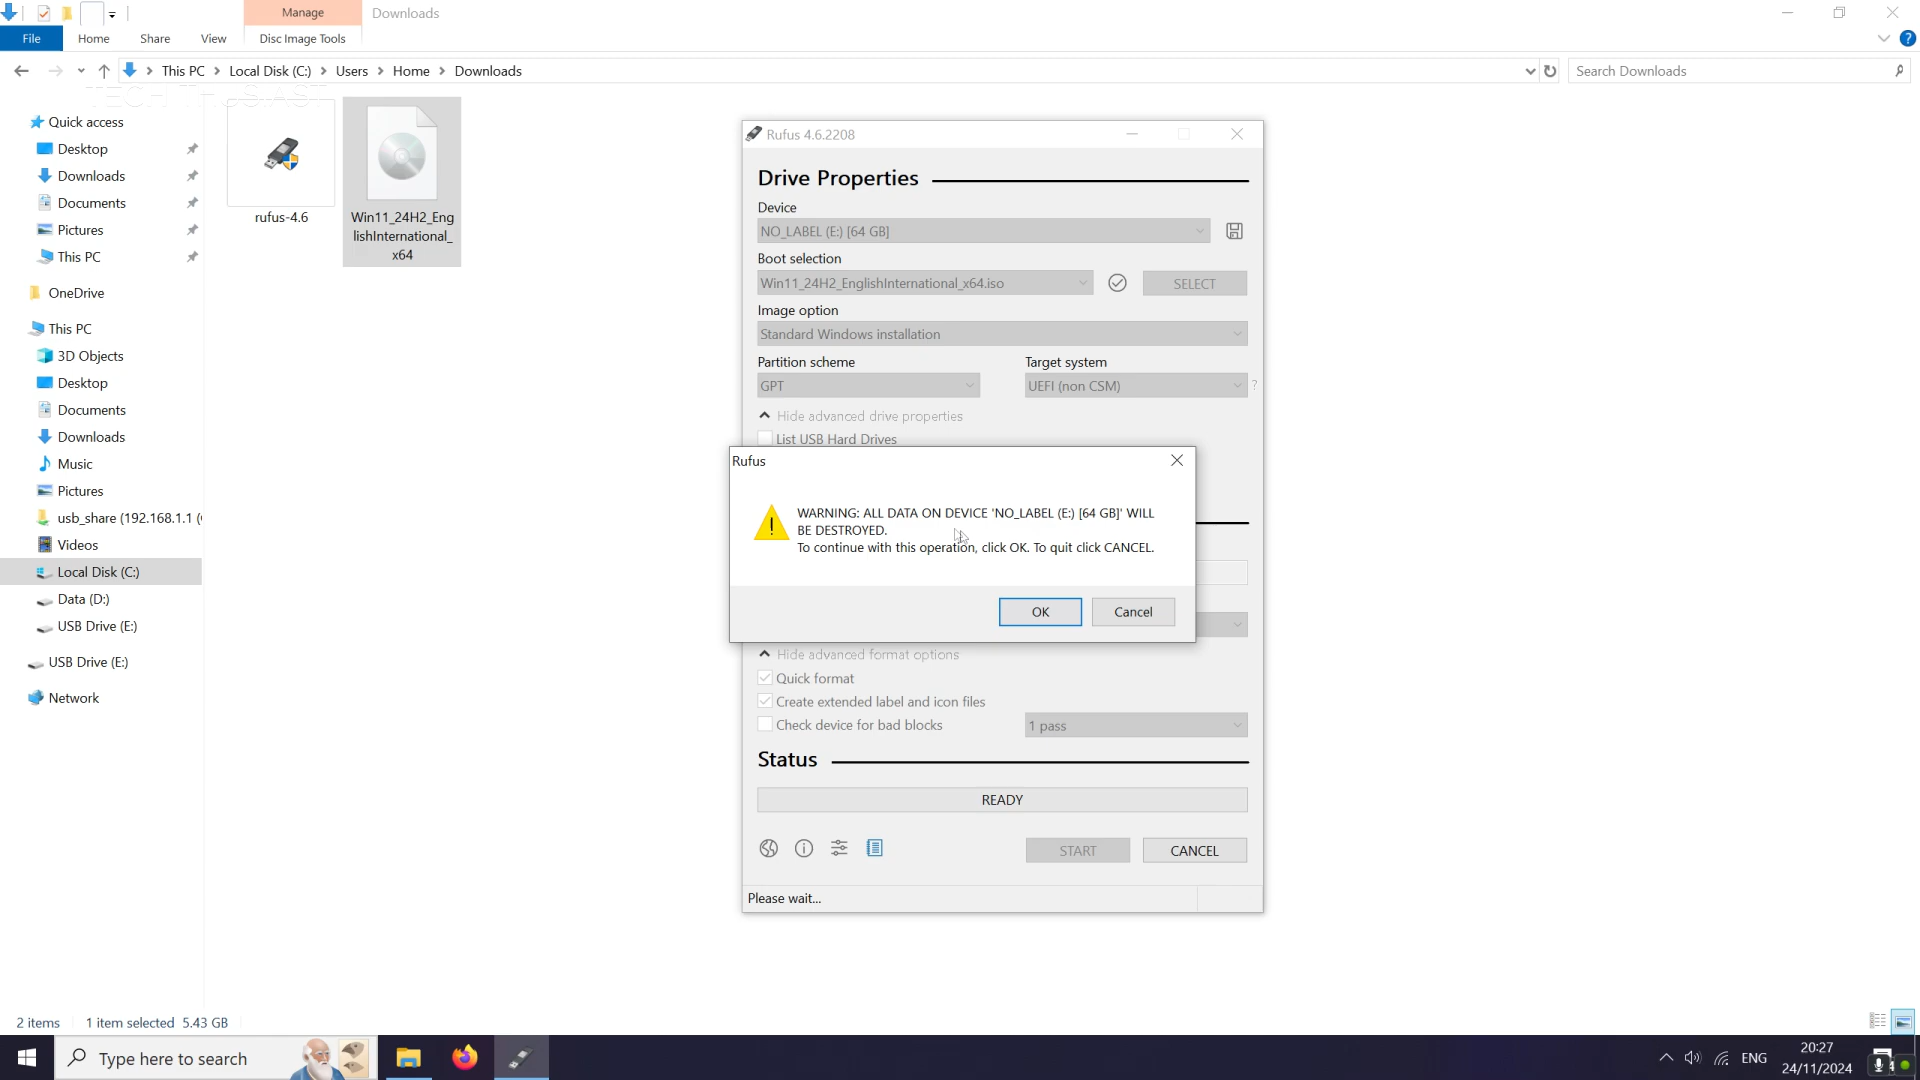 Manage
Downloads
File
Home
Share
View
Disc Image Tools
This PC > Local Disk (C:) > Users > Home > Downloads
Search Downloads
TECH THUSIAST
Quick access
Desktop
Downloads
Documents
Pictures
This PC
OneDrive
This PC
3D Objects
Desktop
Documents
Downloads
Music
Pictures
usb_share (192.168.1.1 (
Videos
Local Disk (C:)
Data (D:)
USB Drive (E:)
USB Drive (E:)
Network
rufus-4.6
Win11_24H2_Eng
lishInternational_
x64
Rufus 4.6.2208
Drive Properties
Device
NO_LABEL (E:) [64 GB]
Boot selection
Win11_24H2_EnglishInternational_x64.iso
SELECT
Image option
Standard Windows installation
Partition scheme
Target system
GPT
UEFI (non CSM)
?
Hide advanced drive properties
List USB Hard Drives
Rufus
WARNING: ALL DATA ON DEVICE 'NO_LABEL (E:) [64 GB]' WILL
BE DESTROYED.
To continue with this operation, click OK. To quit click CANCEL.
OK
Cancel
Hide advanced format options
Quick format
Create extended label and icon files
Check device for bad blocks
1 pass
Status
READY
START
CANCEL
Please wait...
2 items
1 item selected 5.43 GB
Type here to search
ENG
20:27
24/11/2024